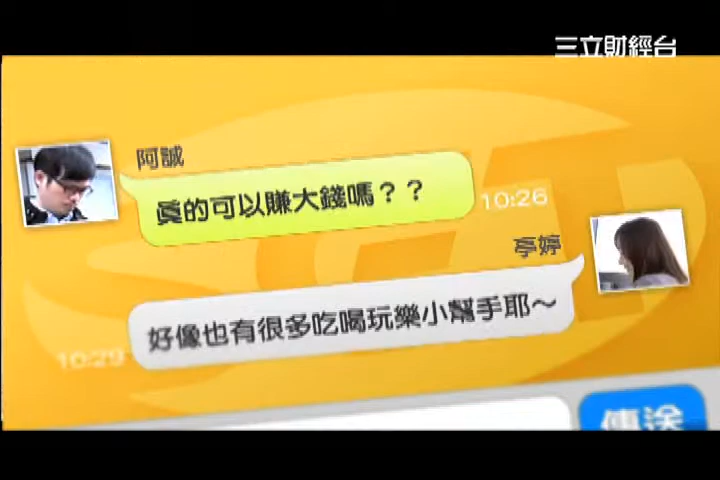 三立財經台
阿誠
真的可以賺大錢嗎？？
10:26
亭婷
好像也有很多吃喝玩樂小幫手耶～
10:29
傳送